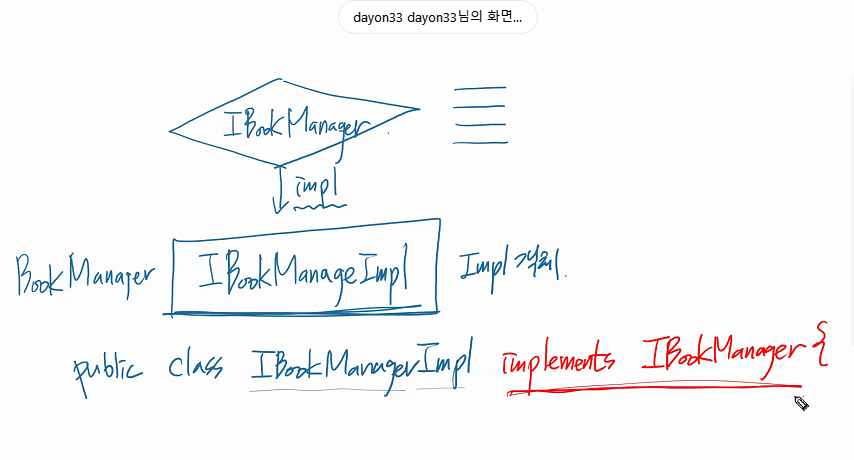 dayon33 dayon33님의 화면...
IBookManager
impl
BookManager IBookManageImpl Impl 객체.
public class IBookManagerImpl implements IBookManager {